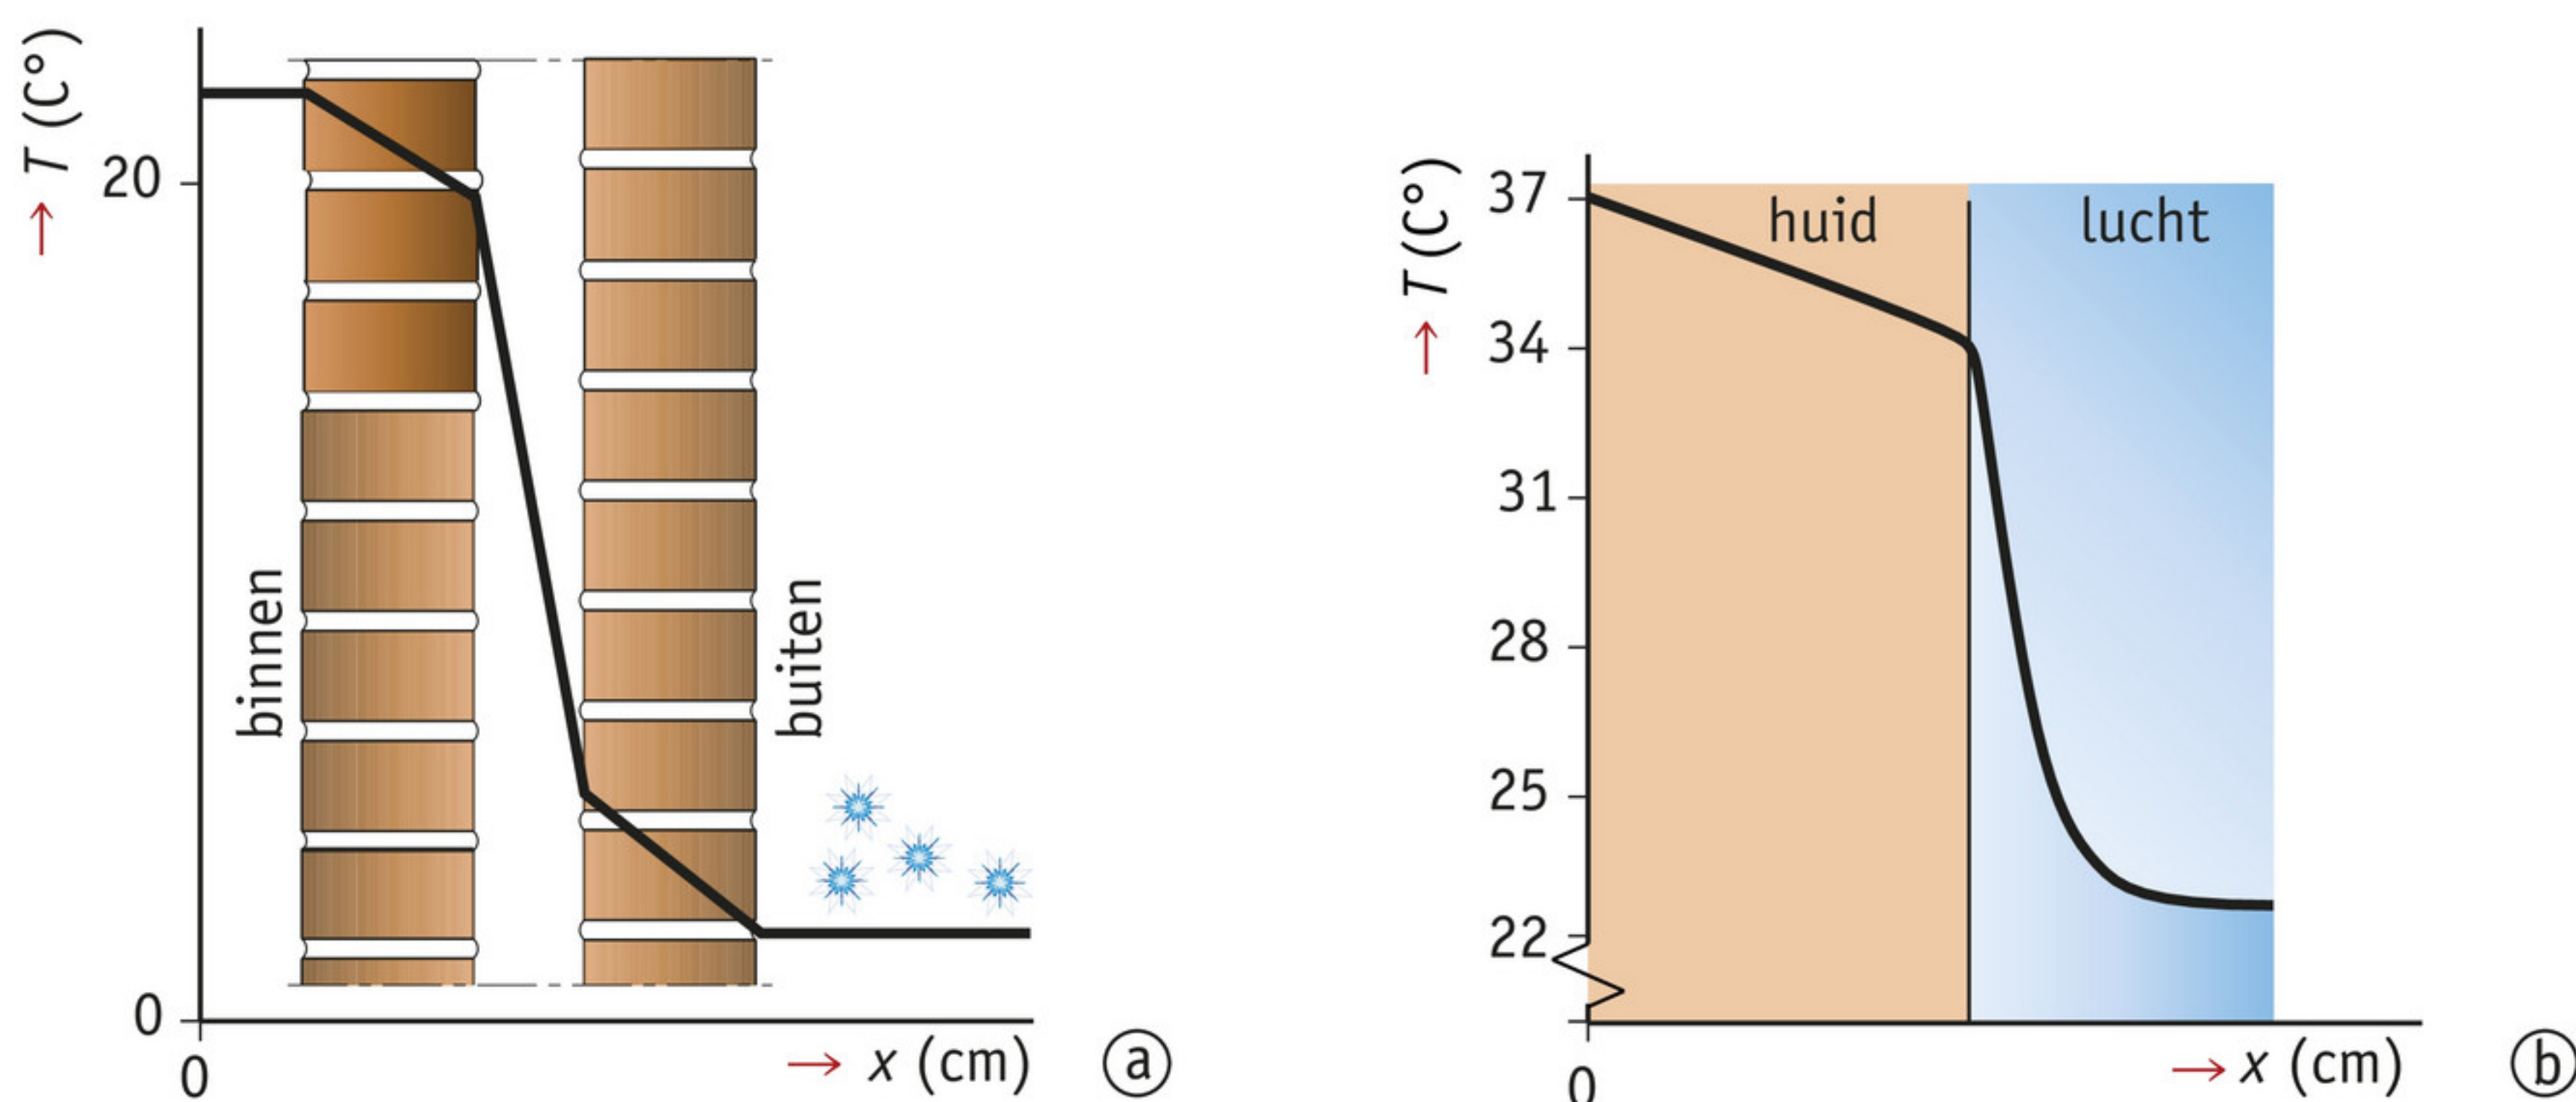 → T (C°)
20
0
0
binnen
buiten
→ x (cm)
a
→ T (C°)
37
34
31
28
25
22
huid
lucht
0
→ x (cm)
b